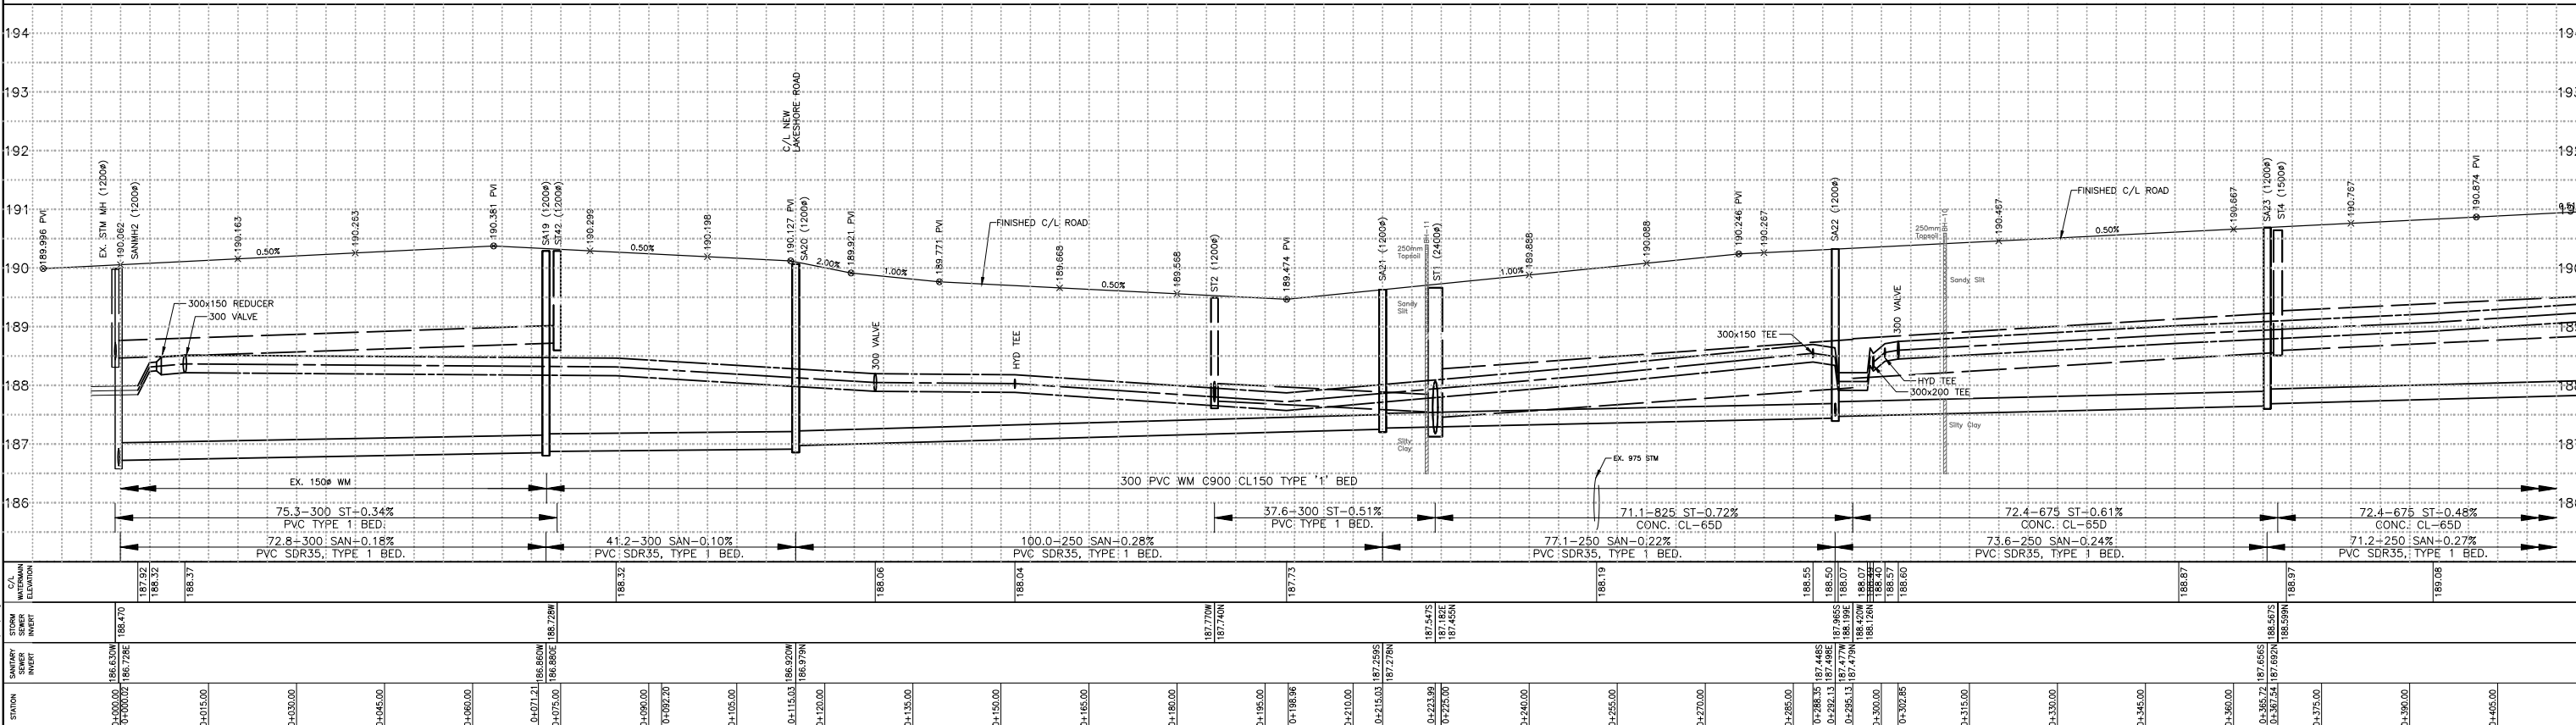 194
193
192
191
190
189
188
187
186
189.996 PVI
EX. STM MH (1200ø)
190.062
SANMH2 (1200ø)
190.163
0.50%
190.263
190.381 PVI
SA19 (1200ø)
ST42 (1200ø)
190.299
0.50%
190.198
C/L NEW
LAKESHORE ROAD
190.127 PVI
SA20 (1200ø)
2.00%
189.921 PVI
1.00%
189.771 PVI
FINISHED C/L ROAD
189.668
0.50%
189.568
ST2 (1200ø)
189.474 PVI
SA21 (1200ø)
250mm
Topsoil
BH-11
ST1 (2400ø)
Sandy
Silt
Silty
Clay
1.00%
189.888
190.088
190.246 PVI
190.267
SA22 (1200ø)
250mm
Topsoil
BH-10
Sandy Silt
Silty Clay
190.467
FINISHED C/L ROAD
0.50%
190.667
SA23 (1200ø)
ST4 (1500ø)
190.767
190.874 PVI
300x150 REDUCER
300 VALVE
300 VALVE
HYD TEE
300x150 TEE
300 VALVE
HYD TEE
300x200 TEE
EX. 975 STM
EX. 150ø WM
300 PVC WM C900 CL150 TYPE '1' BED
75.3-300 ST-0.34%
PVC TYPE 1 BED.
37.6-300 ST-0.51%
PVC TYPE 1 BED.
71.1-825 ST-0.72%
CONC. CL-65D
72.4-675 ST-0.61%
CONC. CL-65D
72.4-675 ST-0.48%
CONC. CL-65D
72.8-300 SAN-0.18%
PVC SDR35, TYPE 1 BED.
41.2-300 SAN-0.10%
PVC SDR35, TYPE 1 BED.
100.0-250 SAN-0.28%
PVC SDR35, TYPE 1 BED.
77.1-250 SAN-0.22%
PVC SDR35, TYPE 1 BED.
73.6-250 SAN-0.24%
PVC SDR35, TYPE 1 BED.
71.2-250 SAN-0.27%
PVC SDR35, TYPE 1 BED.
C/L
WATERMAIN
ELEVATION
187.92
188.32
188.37
188.32
188.06
188.04
187.73
188.19
188.55
188.50
188.07
188.07
188.40
188.57
188.60
188.87
188.97
189.08
STORM
SEWER
INVERT
188.470
188.728W
187.770W
187.740N
187.547S
187.182E
187.455N
187.965S
188.199E
188.420W
188.126N
188.567S
188.599N
SANITARY
SEWER
INVERT
186.630W
186.728E
186.860W
186.880E
186.920W
186.979N
187.259S
187.278N
187.448S
187.498E
187.477W
187.479N
187.656S
187.692N
STATION
0+000.00
0+000.02
0+015.00
0+030.00
0+045.00
0+060.00
0+071.21
0+075.00
0+090.00
0+092.20
0+105.00
0+115.03
0+120.00
0+135.00
0+150.00
0+165.00
0+180.00
0+195.00
0+198.96
0+210.00
0+215.03
0+223.99
0+225.00
0+240.00
0+255.00
0+270.00
0+285.00
0+288.35
0+292.13
0+295.13
0+300.00
0+302.85
0+315.00
0+330.00
0+345.00
0+360.00
0+365.72
0+367.54
0+375.00
0+390.00
0+405.00